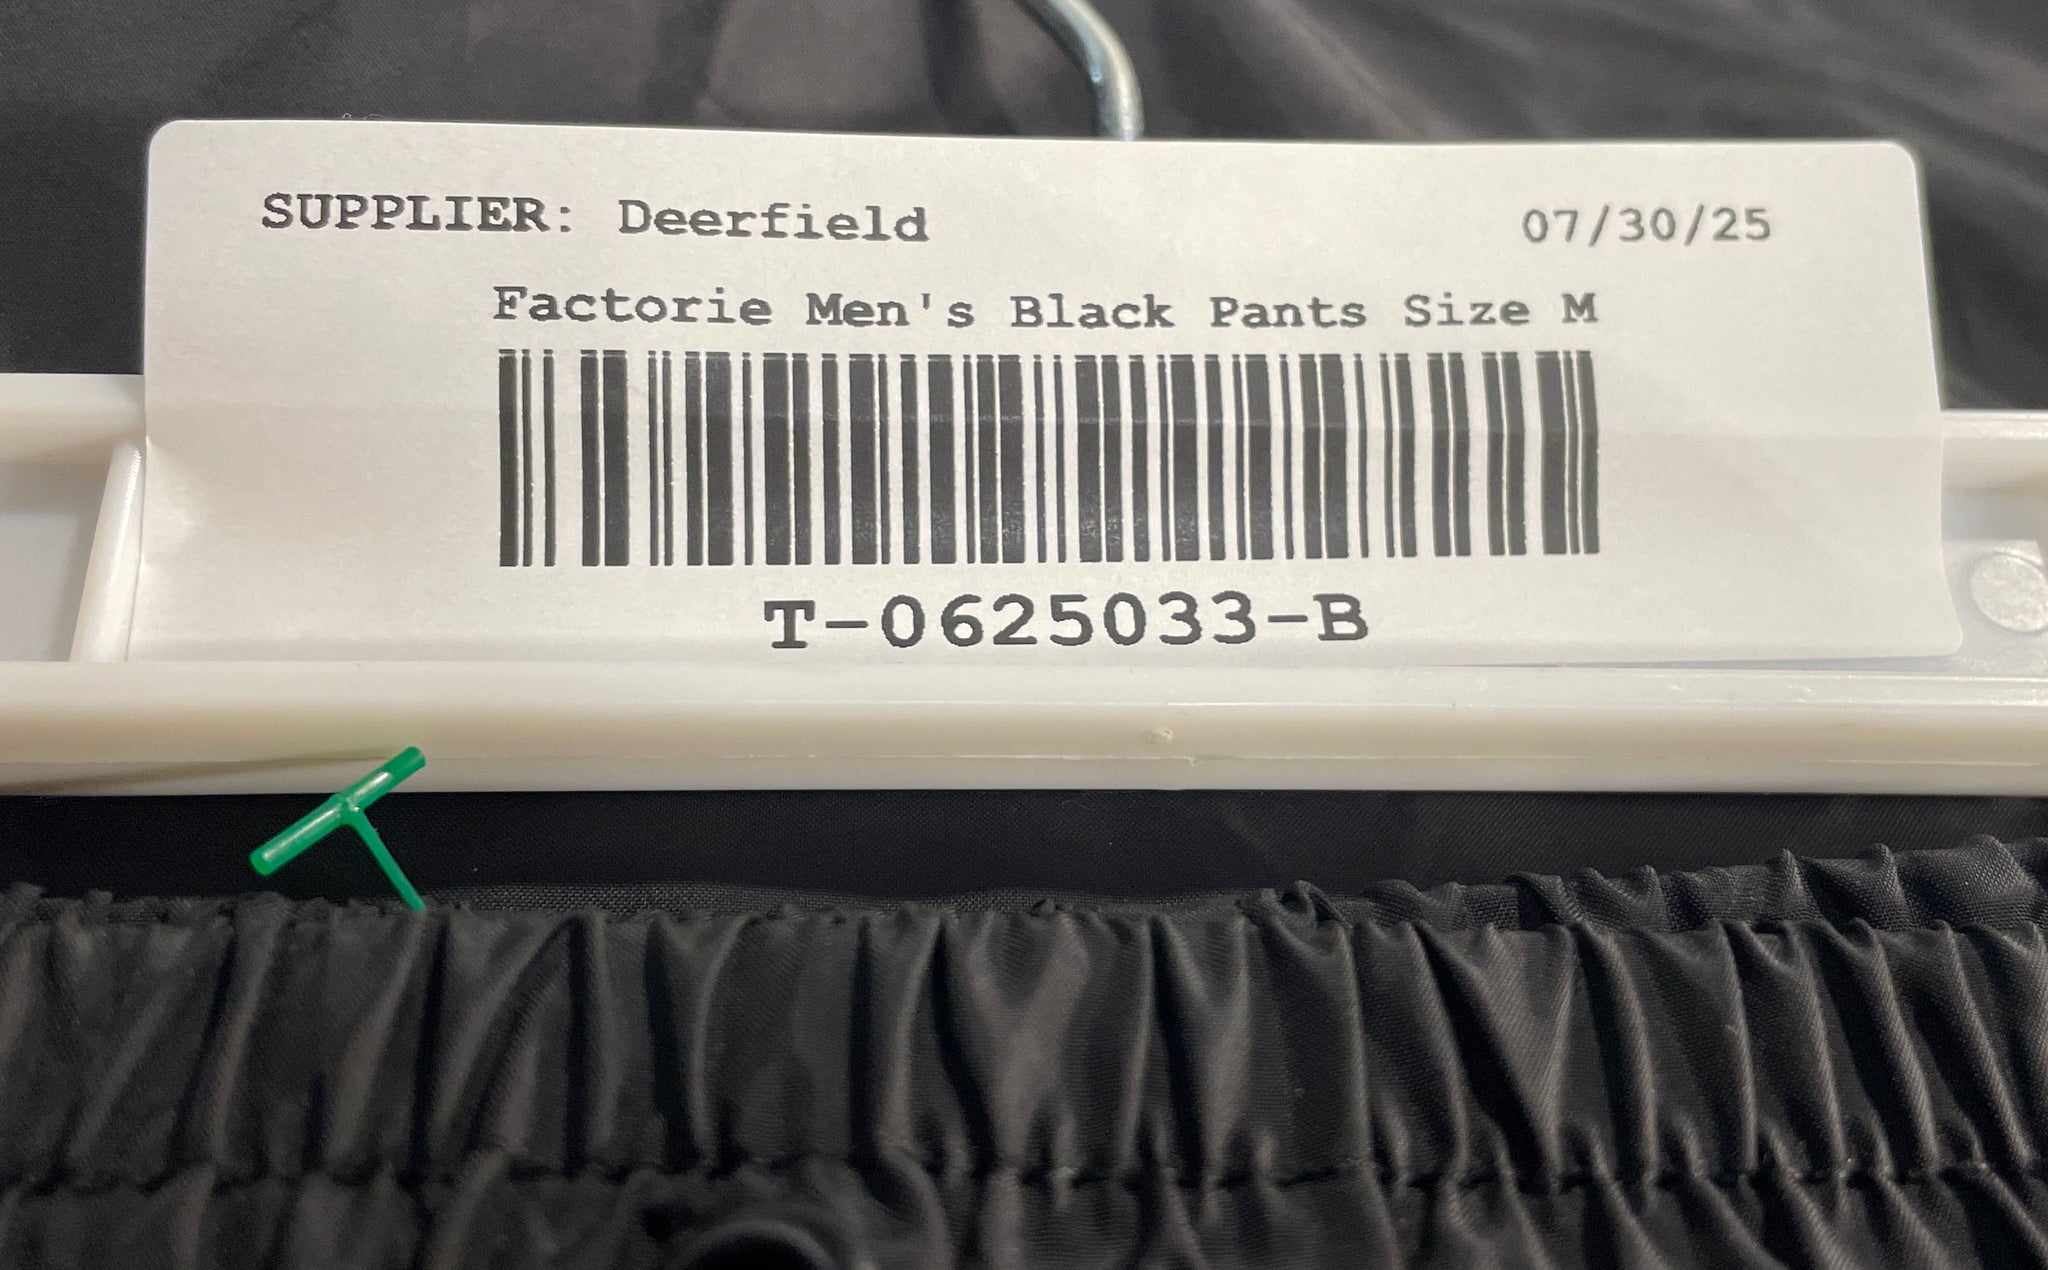 SUPPLIER: Deerfield 07/30/25
Factorie Men's Black Pants Size M
T-0625033-B